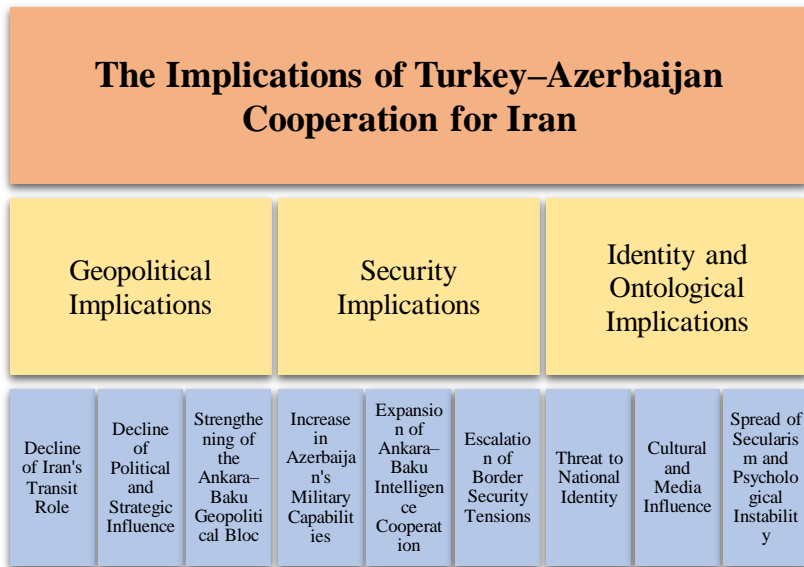 The Implications of Turkey–Azerbaijan
Cooperation for Iran
Geopolitical
Implications
Security
Implications
Identity and
Ontological
Implications
Decline
of Iran's
Transit
Role
Decline
of
Political
and
Strategic
Influence
Strengthe
ning of
the
Ankara–
Baku
Geopoliti
cal Bloc
Increase
in
Azerbaija
n's
Military
Capabilit
ies
Expansio
n of
Ankara–
Baku
Intelligen
ce
Cooperat
ion
Escalatio
n of
Border
Security
Tensions
Threat to
National
Identity
Cultural
and
Media
Influence
Spread of
Secularis
m and
Psycholo
gical
Instabilit
y